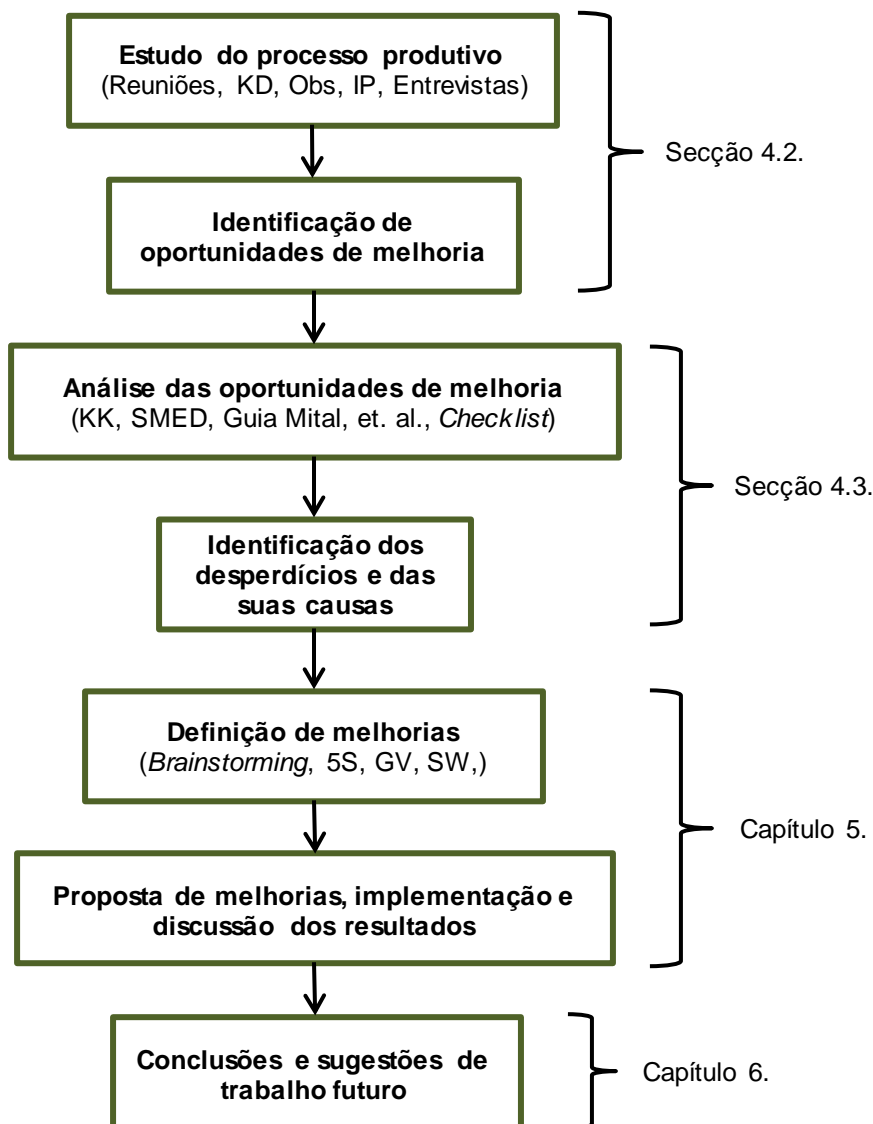 Estudo do processo produtivo
(Reuniões, KD, Obs, IP, Entrevistas)
Secção 4.2.
Identificação de
oportunidades de melhoria
Análise das oportunidades de melhoria
(KK, SMED, Guia Mital, et. al., Checklist)
Secção 4.3.
Identificação dos
desperdícios e das
suas causas
Definição de melhorias
(Brainstorming, 5S, GV, SW,)
Capítulo 5.
Proposta de melhorias, implementação e
discussão dos resultados
Conclusões e sugestões de
trabalho futuro
Capítulo 6.